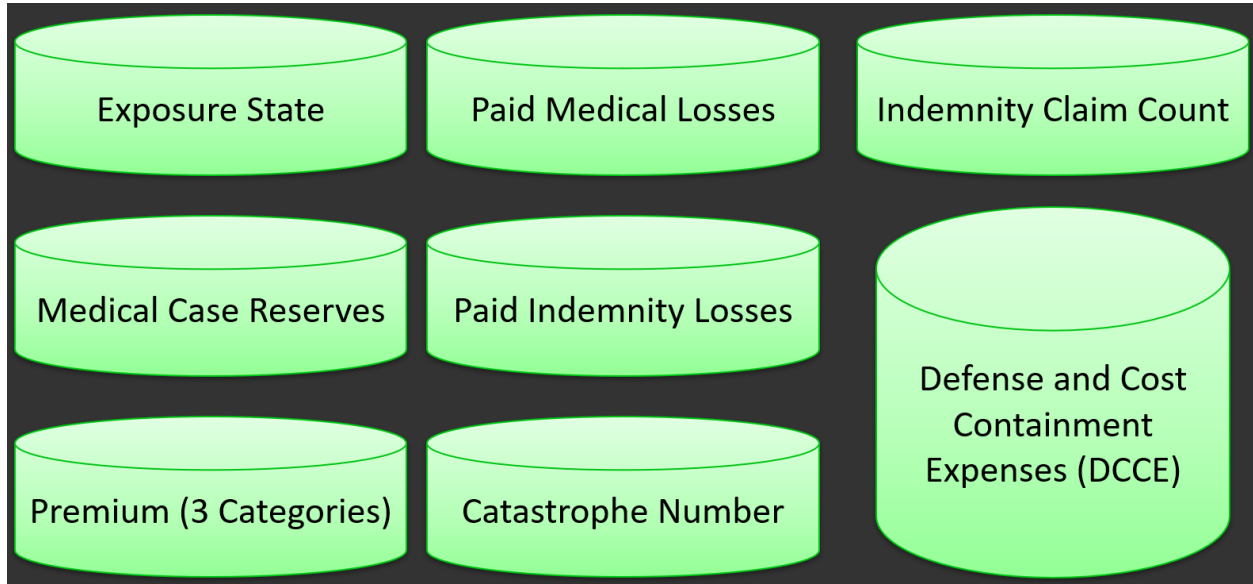 Exposure State
Paid Medical Losses
Indemnity Claim Count
Medical Case Reserves
Paid Indemnity Losses
Defense and Cost
Containment
Expenses (DCCE)
Premium (3 Categories)
Catastrophe Number